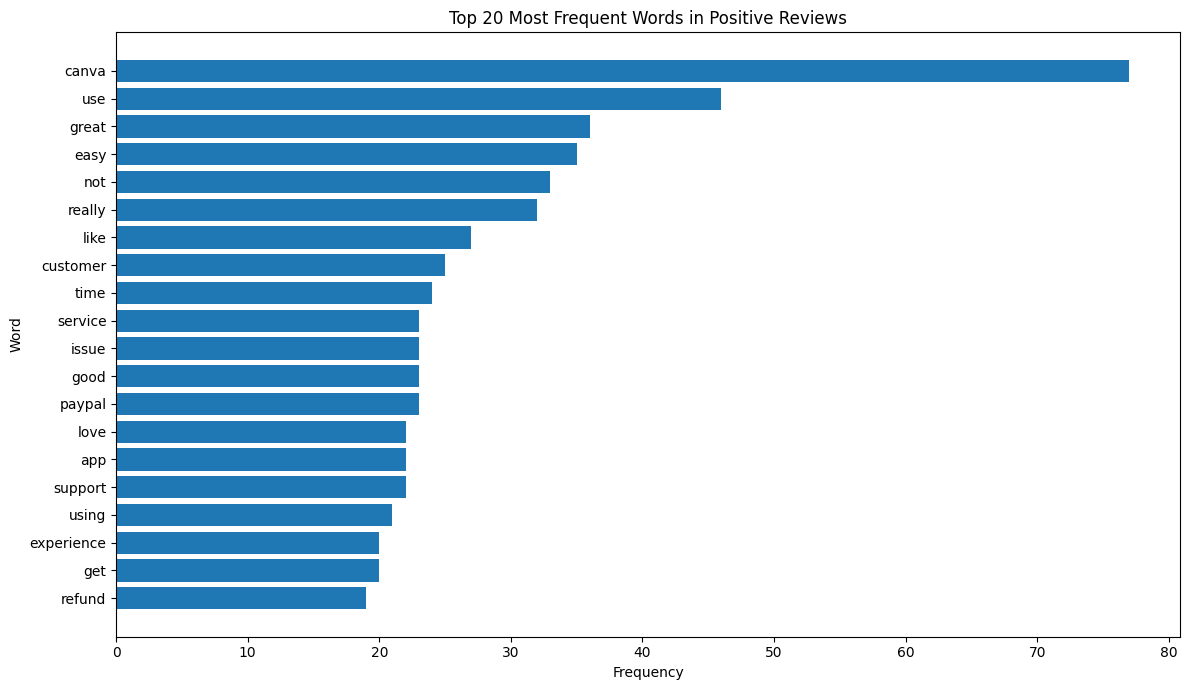 Top 20 Most Frequent Words in Positive Reviews
Word
canva
use
great
easy
not
really
like
customer
time
service
issue
good
paypal
love
app
support
using
experience
get
refund
0 10 20 30 40 50 60 70 80
Frequency